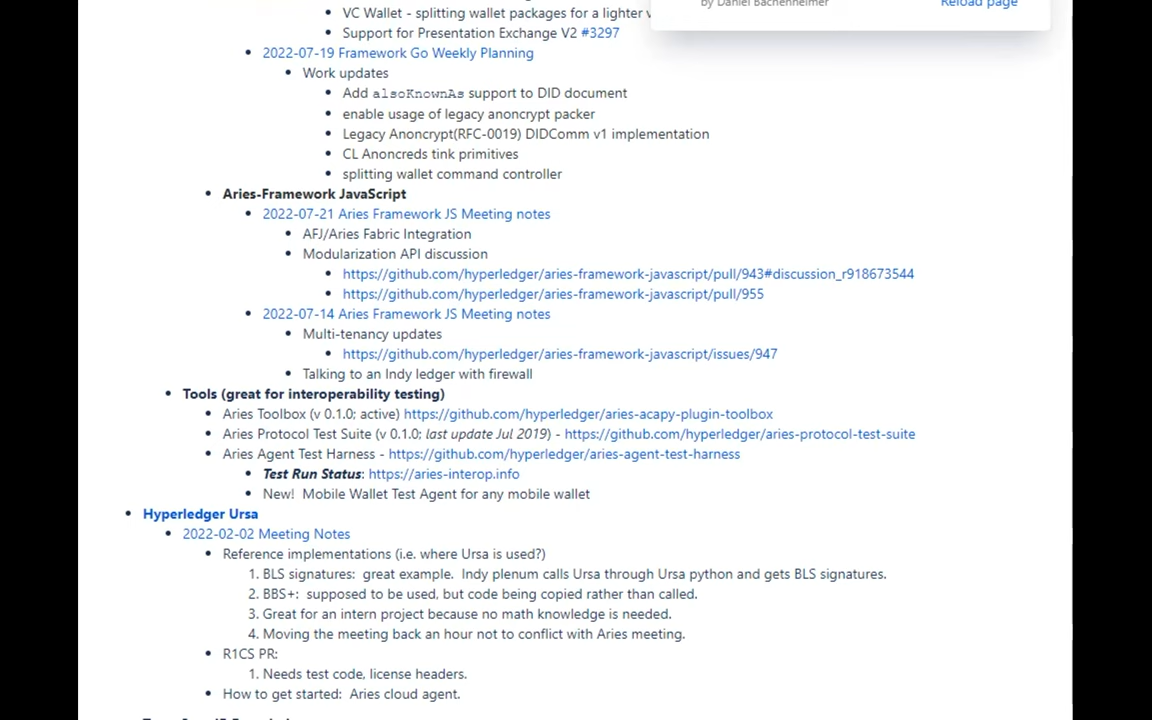 by Daniel Bachenheimer
Reload page
VC Wallet - splitting wallet packages for a lighter
Support for Presentation Exchange V2 #3297
2022-07-19 Framework Go Weekly Planning
Work updates
Add alsoKnownAs support to DID document
enable usage of legacy anoncrypt packer
Legacy Anoncrypt(RFC-0019) DIDComm v1 implementation
CL Anoncreds tink primitives
splitting wallet command controller
Aries-Framework JavaScript
2022-07-21 Aries Framework JS Meeting notes
AFJ/Aries Fabric Integration
Modularization API discussion
https://github.com/hyperledger/aries-framework-javascript/pull/943#discussion_r918673544
https://github.com/hyperledger/aries-framework-javascript/pull/955
2022-07-14 Aries Framework JS Meeting notes
Multi-tenancy updates
https://github.com/hyperledger/aries-framework-javascript/issues/947
Talking to an Indy ledger with firewall
Tools (great for interoperability testing)
Aries Toolbox (v 0.1.0; active) https://github.com/hyperledger/aries-acapy-plugin-toolbox
Aries Protocol Test Suite (v 0.1.0; last update Jul 2019) - https://github.com/hyperledger/aries-protocol-test-suite
Aries Agent Test Harness - https://github.com/hyperledger/aries-agent-test-harness
Test Run Status: https://aries-interop.info
New! Mobile Wallet Test Agent for any mobile wallet
Hyperledger Ursa
2022-02-02 Meeting Notes
Reference implementations (i.e. where Ursa is used?)
1. BLS signatures: great example. Indy plenum calls Ursa through Ursa python and gets BLS signatures.
2. BBS+: supposed to be used, but code being copied rather than called.
3. Great for an intern project because no math knowledge is needed.
4. Moving the meeting back an hour not to conflict with Aries meeting.
R1CS PR:
1. Needs test code, license headers.
How to get started: Aries cloud agent.